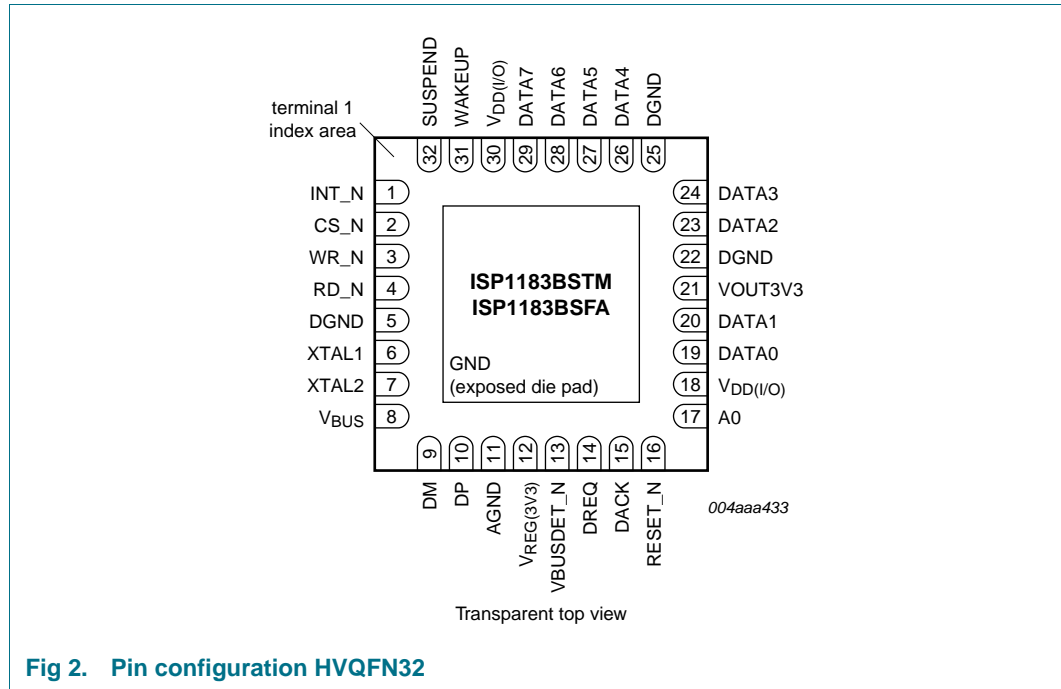 SUSPEND
WAKEUP
VDD(I/O)
DATA7
DATA6
DATA5
DATA4
DGND
terminal 1
index area
32
31
30
29
28
27
26
25
INT_N 1
CS_N 2
WR_N 3
RD_N 4
DGND 5
XTAL1 6
XTAL2 7
VBUS 8
ISP1183BSTM
ISP1183BSFA
GND
(exposed die pad)
24 DATA3
23 DATA2
22 DGND
21 VOUT3V3
20 DATA1
19 DATA0
18 VDD(I/O)
17 A0
9
10
11
12
13
14
15
16
DM
DP
AGND
VREG(3V3)
VBUSDET_N
DREQ
DACK
RESET_N
004aaa433
Transparent top view
Fig 2. Pin configuration HVQFN32